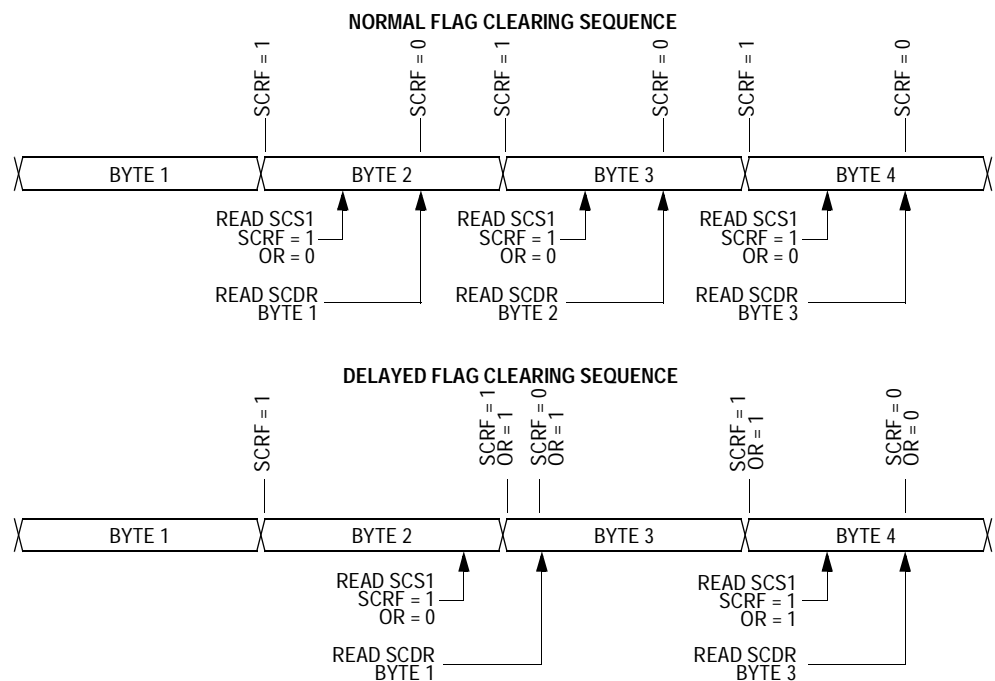 NORMAL FLAG CLEARING SEQUENCE
SCRF = 1
SCRF = 0
SCRF = 1
SCRF = 0
SCRF = 1
SCRF = 0
BYTE 1
BYTE 2
BYTE 3
BYTE 4
READ SCS1
SCRF = 1
OR = 0
READ SCS1
SCRF = 1
OR = 0
READ SCS1
SCRF = 1
OR = 0
READ SCDR
BYTE 1
READ SCDR
BYTE 2
READ SCDR
BYTE 3
DELAYED FLAG CLEARING SEQUENCE
SCRF = 1
SCRF = 1
OR = 1
SCRF = 0
OR = 1
SCRF = 1
OR = 1
SCRF = 0
OR = 0
BYTE 1
BYTE 2
BYTE 3
BYTE 4
READ SCS1
SCRF = 1
OR = 0
READ SCS1
SCRF = 1
OR = 1
READ SCDR
BYTE 1
READ SCDR
BYTE 3